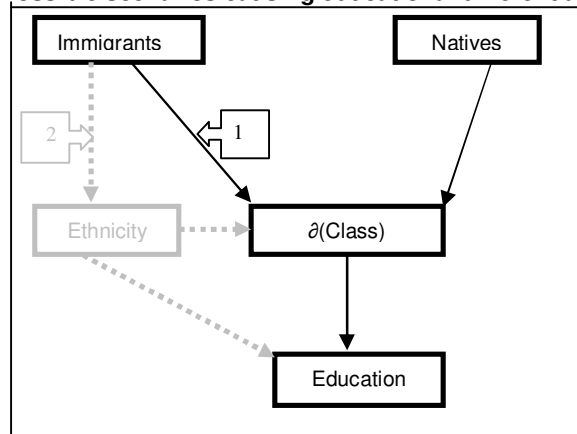 Immigrants
Natives
2
1
Ethnicity
∂(Class)
Education